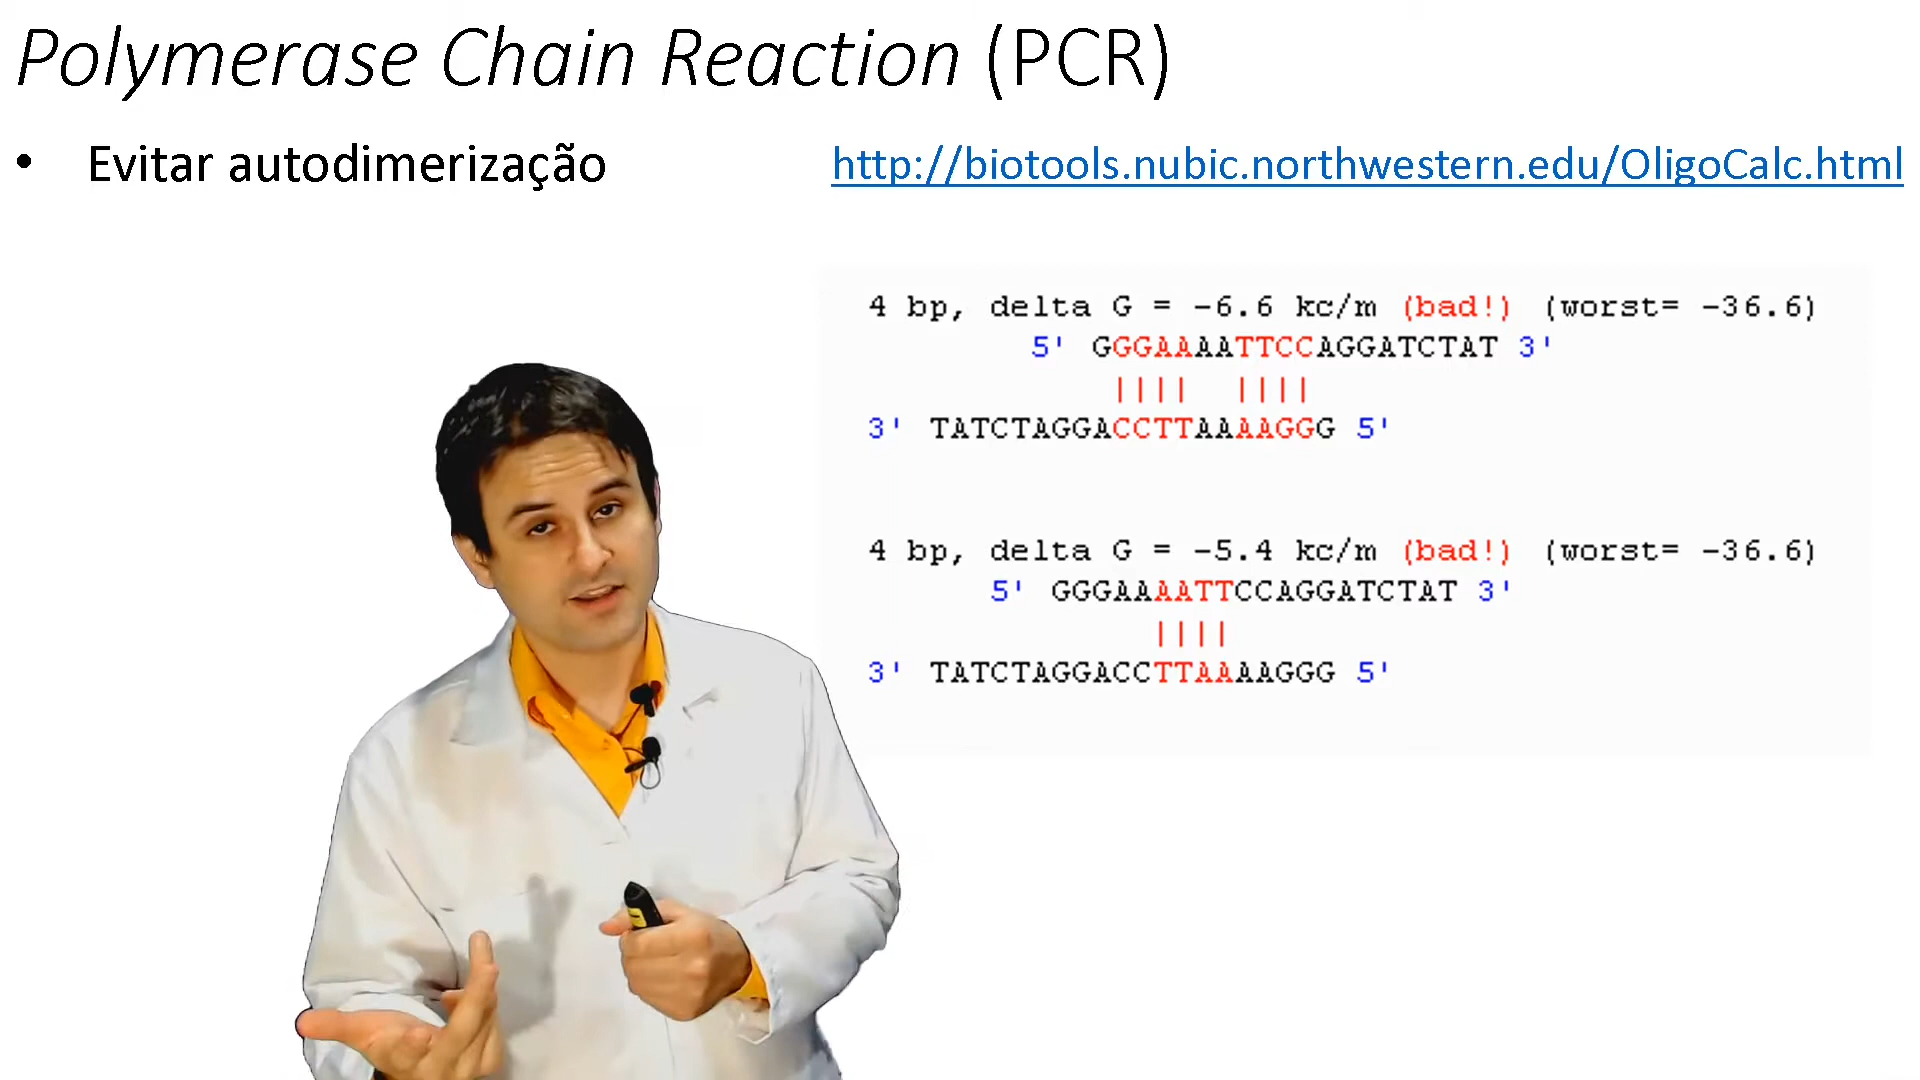 Polymerase Chain Reaction (PCR)
• Evitar autodimerização http://biotools.nubic.northwestern.edu/OligoCalc.html
4 bp, delta G = -6.6 kc/m (bad!) (worst= -36.6)
5' GGGAAAATTCCAGGATCTAT 3'
|||| ||||
3' TATCTAGGACCTTAAAAGGG 5'
4 bp, delta G = -5.4 kc/m (bad!) (worst= -36.6)
5' GGGAAAATTCCAGGATCTAT 3'
||||
3' TATCTAGGACCTTAAAAGGG 5'